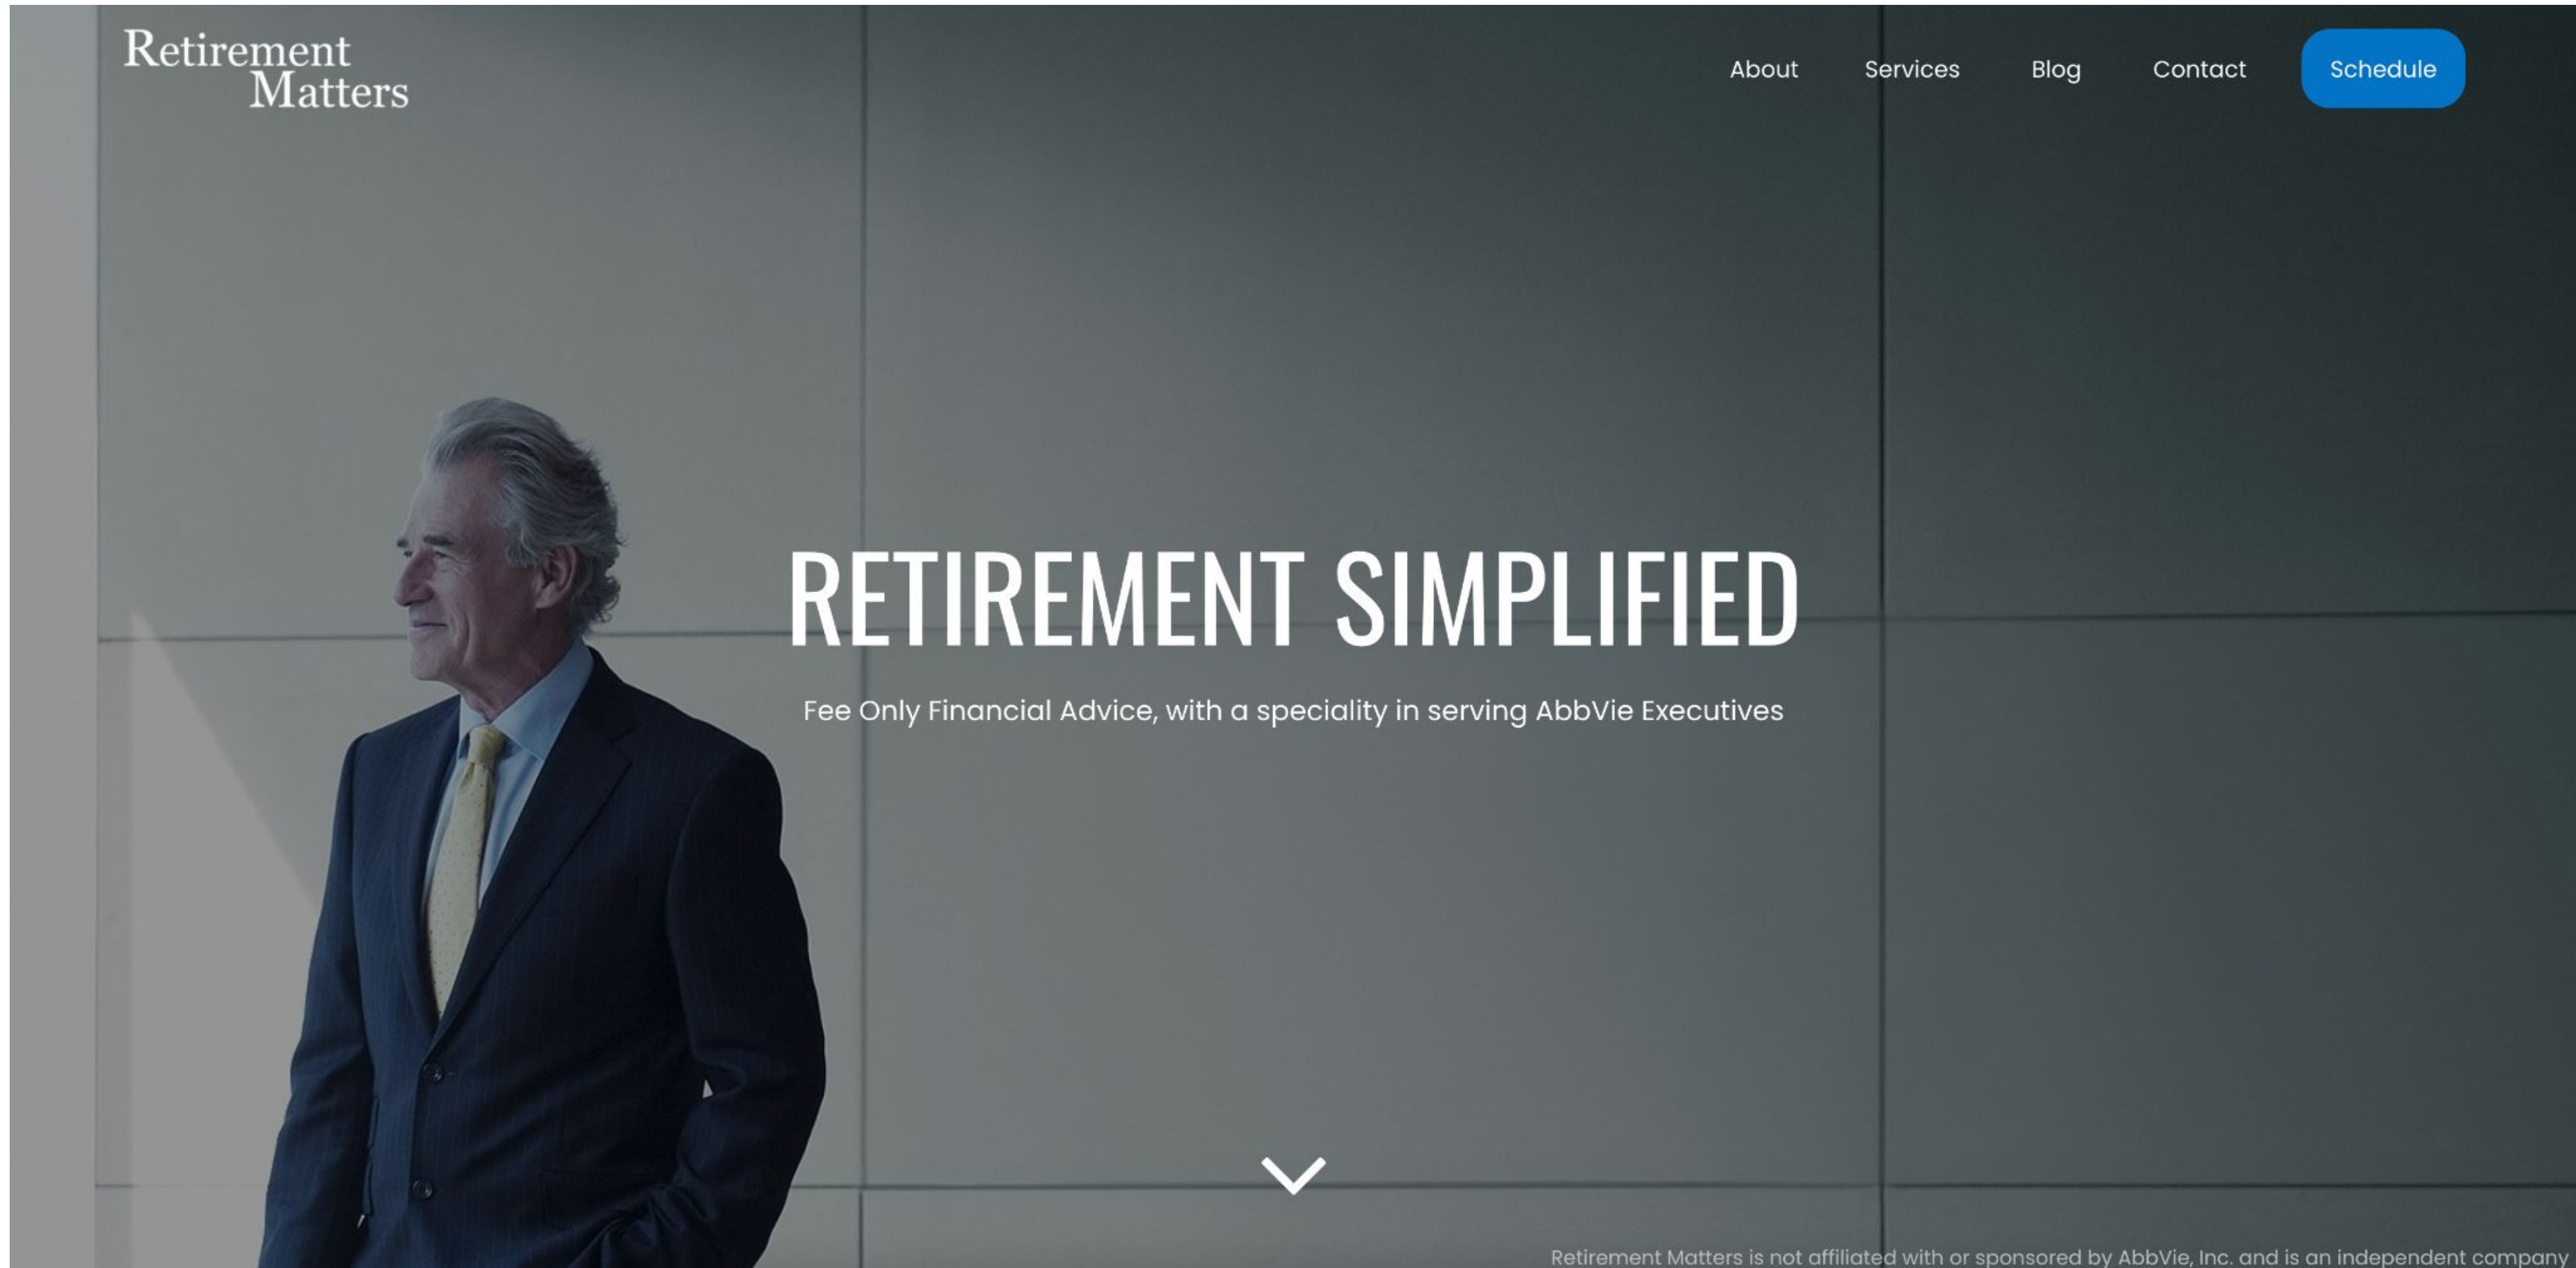 Retirement
Matters
About Services Blog Contact Schedule
RETIREMENT SIMPLIFIED
Fee Only Financial Advice, with a speciality in serving AbbVie Executives
Retirement Matters is not affiliated with or sponsored by AbbVie, Inc. and is an independent company